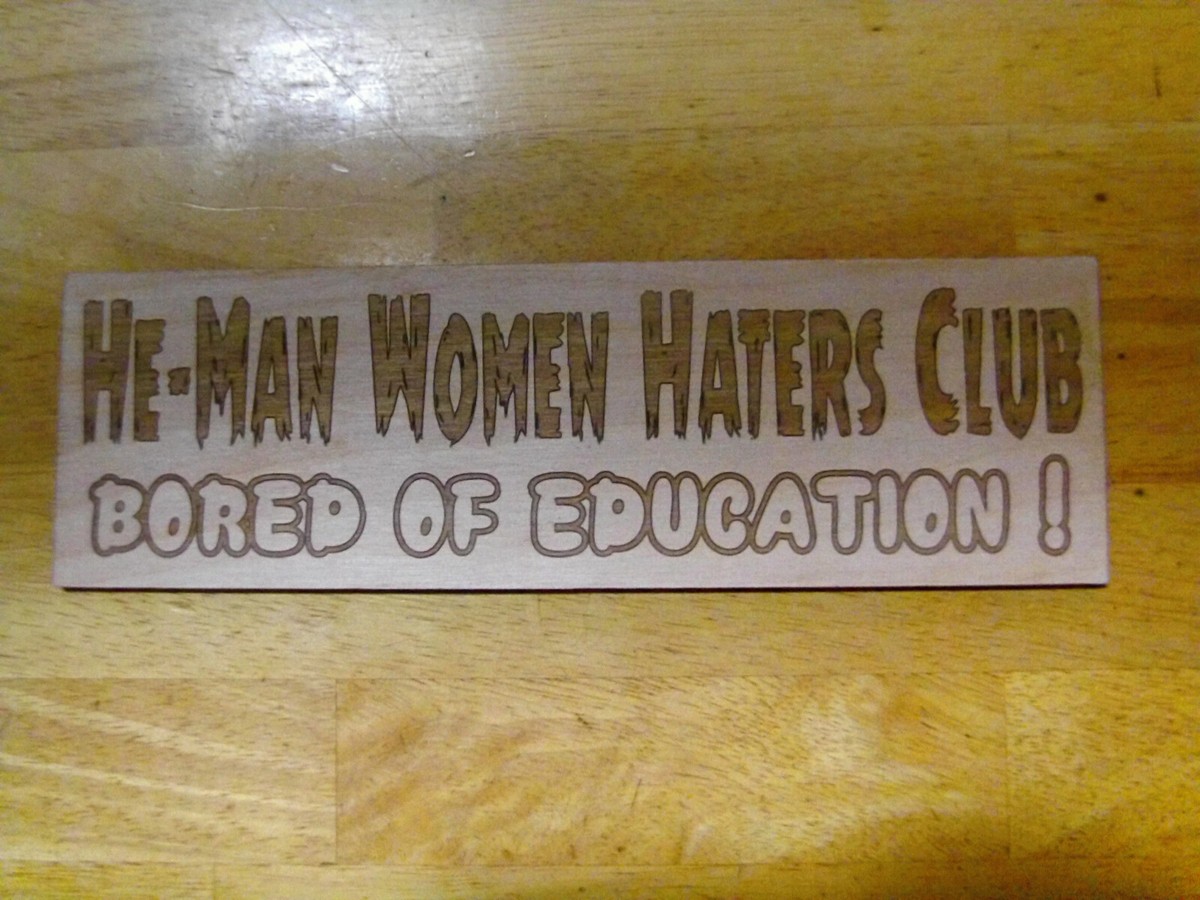 He-Man Women Haters Club
BORED OF EDUCATION !